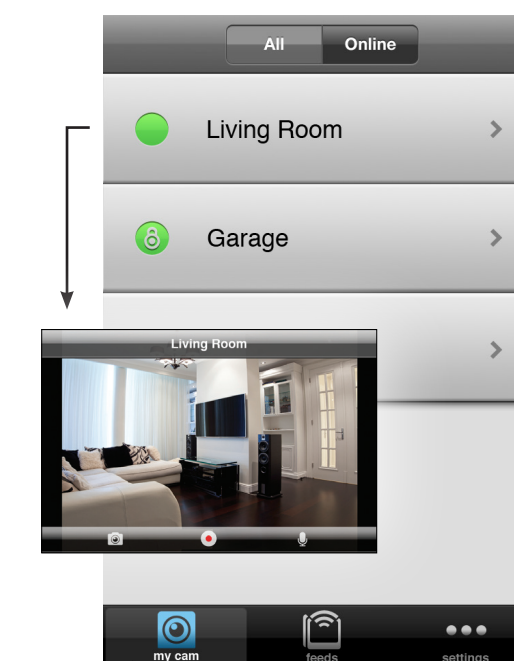 All
Online
Living Room
Garage
Living Room
my cam
feeds
settings